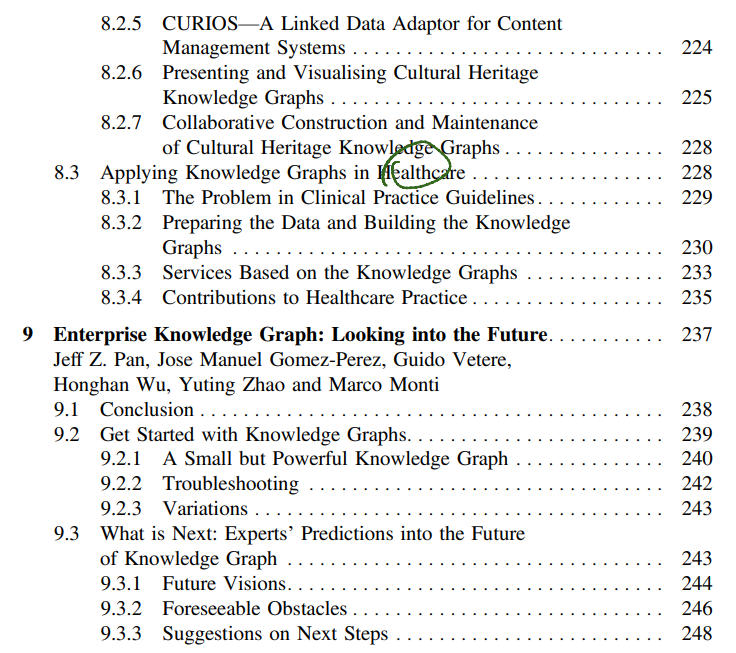 8.2.5 CURIOS—A Linked Data Adaptor for Content
Management Systems . . . . . . . . . . . . . . . . . . . . . . . . . . . . . 224
8.2.6 Presenting and Visualising Cultural Heritage
Knowledge Graphs . . . . . . . . . . . . . . . . . . . . . . . . . . . . . . . 225
8.2.7 Collaborative Construction and Maintenance
of Cultural Heritage Knowledge Graphs . . . . . . . . . . . . . . 228
8.3 Applying Knowledge Graphs in Healthcare . . . . . . . . . . . . . . . . . 228
8.3.1 The Problem in Clinical Practice Guidelines . . . . . . . . . . . . 229
8.3.2 Preparing the Data and Building the Knowledge
Graphs . . . . . . . . . . . . . . . . . . . . . . . . . . . . . . . . . . . . . . . . 230
8.3.3 Services Based on the Knowledge Graphs . . . . . . . . . . . . . 233
8.3.4 Contributions to Healthcare Practice . . . . . . . . . . . . . . . . . . 235
9 Enterprise Knowledge Graph: Looking into the Future . . . . . . . . . . . 237
Jeff Z. Pan, Jose Manuel Gomez-Perez, Guido Vetere,
Honghan Wu, Yuting Zhao and Marco Monti
9.1 Conclusion . . . . . . . . . . . . . . . . . . . . . . . . . . . . . . . . . . . . . . . . . . . 238
9.2 Get Started with Knowledge Graphs. . . . . . . . . . . . . . . . . . . . . . . . 239
9.2.1 A Small but Powerful Knowledge Graph . . . . . . . . . . . . . . 240
9.2.2 Troubleshooting . . . . . . . . . . . . . . . . . . . . . . . . . . . . . . . . . 242
9.2.3 Variations . . . . . . . . . . . . . . . . . . . . . . . . . . . . . . . . . . . . . . 243
9.3 What is Next: Experts’ Predictions into the Future
of Knowledge Graph . . . . . . . . . . . . . . . . . . . . . . . . . . . . . . . . . . . 243
9.3.1 Future Visions. . . . . . . . . . . . . . . . . . . . . . . . . . . . . . . . . . . 244
9.3.2 Foreseeable Obstacles . . . . . . . . . . . . . . . . . . . . . . . . . . . . . 246
9.3.3 Suggestions on Next Steps . . . . . . . . . . . . . . . . . . . . . . . . . 248